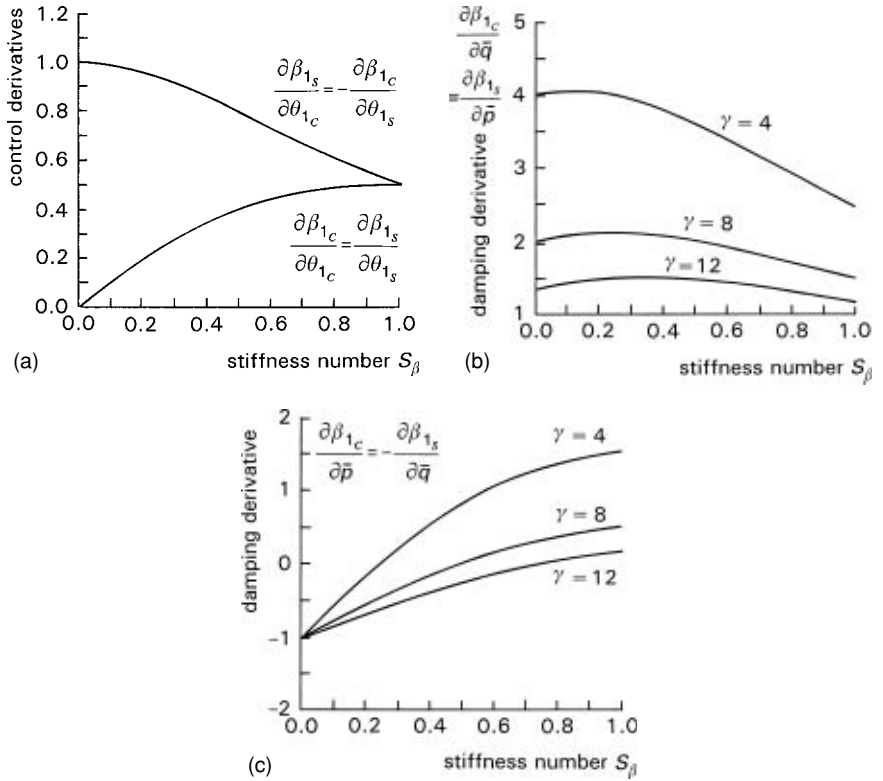 control derivatives
1.2
1.0
0.8
0.6
0.4
0.2
0.0
∂β1s/∂θ1c = - ∂β1c/∂θ1s
∂β1c/∂θ1c = ∂β1s/∂θ1s
0.0 0.2 0.4 0.6 0.8 1.0
stiffness number Sβ
(a)
∂β1c/∂q̄
= ∂β1s/∂p̄
damping derivative
5
4
3
2
1
γ = 4
γ = 8
γ = 12
0.0 0.2 0.4 0.6 0.8 1.0
stiffness number Sβ
(b)
damping derivative
2
1
0
−1
−2
- ∂β1c/∂p̄ = - ∂β1s/∂q̄
γ = 4
γ = 8
γ = 12
0.0 0.2 0.4 0.6 0.8 1.0
stiffness number Sβ
(c)